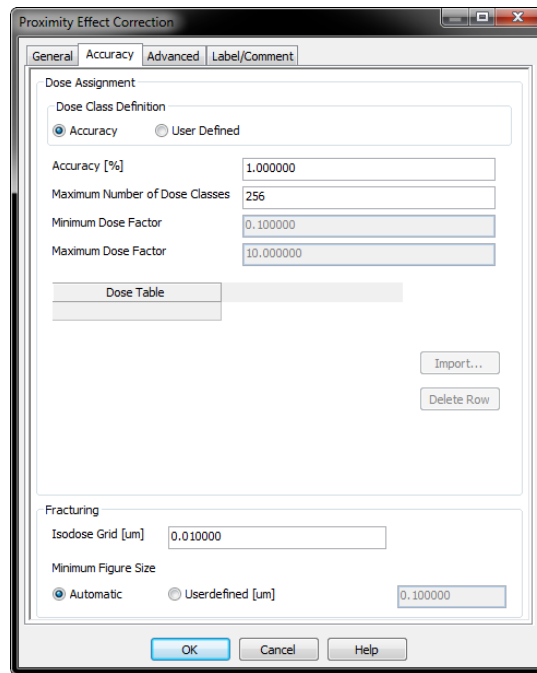 Proximity Effect Correction
General Accuracy Advanced Label/Comment
Dose Assignment
Dose Class Definition
Accuracy User Defined
Accuracy [%] 1.000000
Maximum Number of Dose Classes 256
Minimum Dose Factor 0.100000
Maximum Dose Factor 10.000000
Dose Table
Import...
Delete Row
Fracturing
Isodose Grid [um] 0.010000
Minimum Figure Size
Automatic Userdefined [um] 0.100000
OK Cancel Help